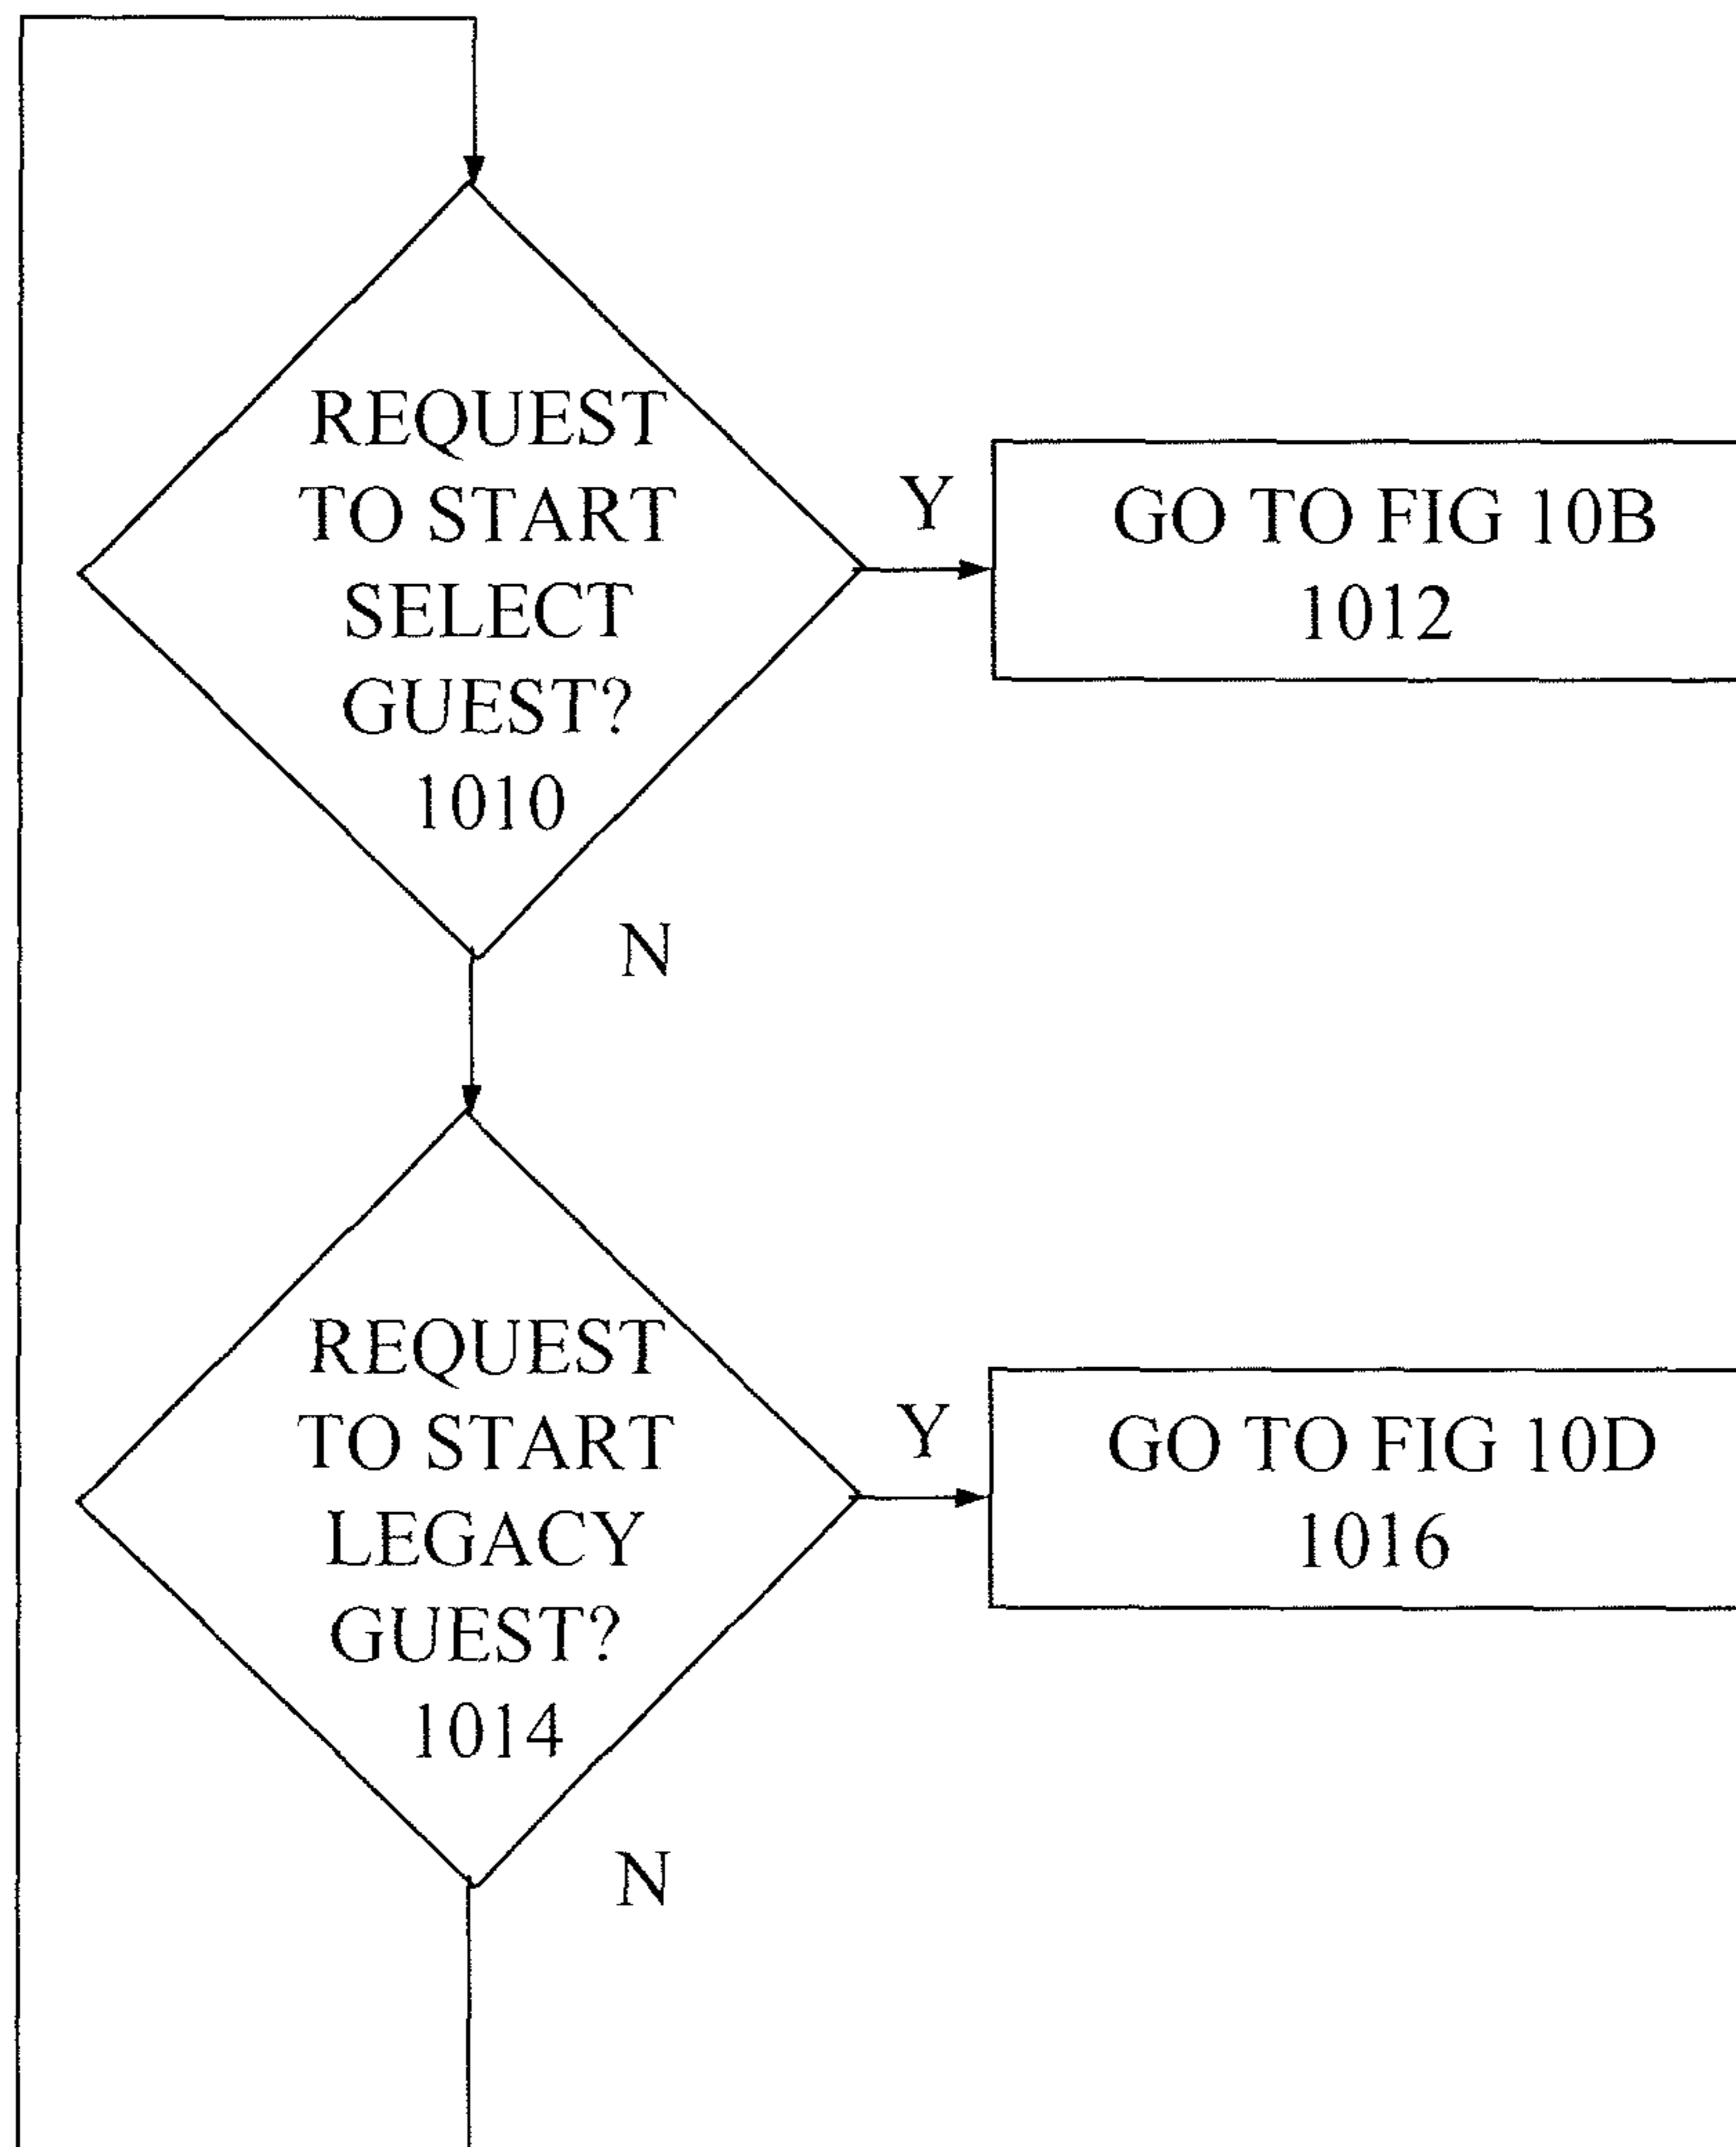 REQUEST
TO START
SELECT
GUEST?
1010
Y
GO TO FIG 10B
1012
N
REQUEST
TO START
LEGACY
GUEST?
1014
Y
GO TO FIG 10D
1016
N